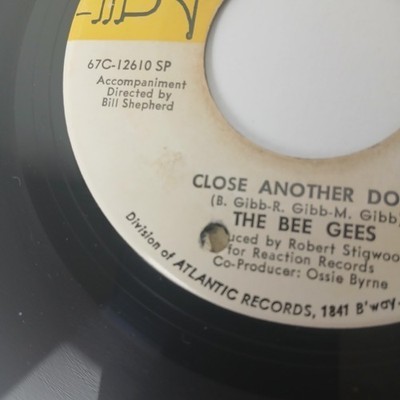 67C-12610 SP
Accompaniment
Directed by
Bill Shepherd
CLOSE ANOTHER DO
(B. Gibb-R. Gibb-M. Gibb)
THE BEE GEES
uced by Robert Stigwoo
for Reaction Records
Co-Producer: Ossie Byrne
Division of ATLANTIC RECORDS, 1841 B'way